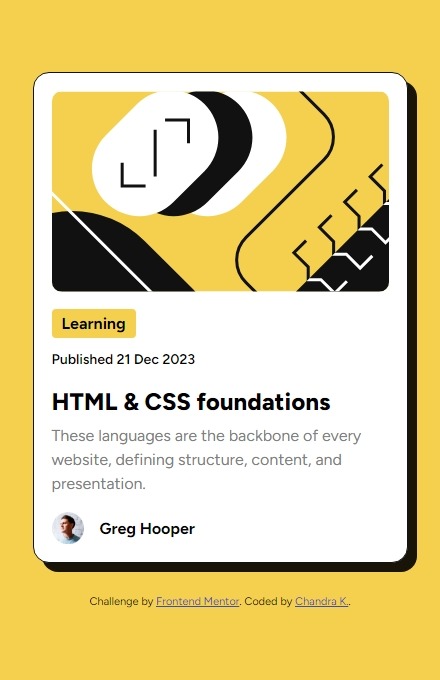 Learning
Published 21 Dec 2023
HTML & CSS foundations
These languages are the backbone of every
website, defining structure, content, and
presentation.
Greg Hooper
Challenge by Frontend Mentor. Coded by Chandra K..